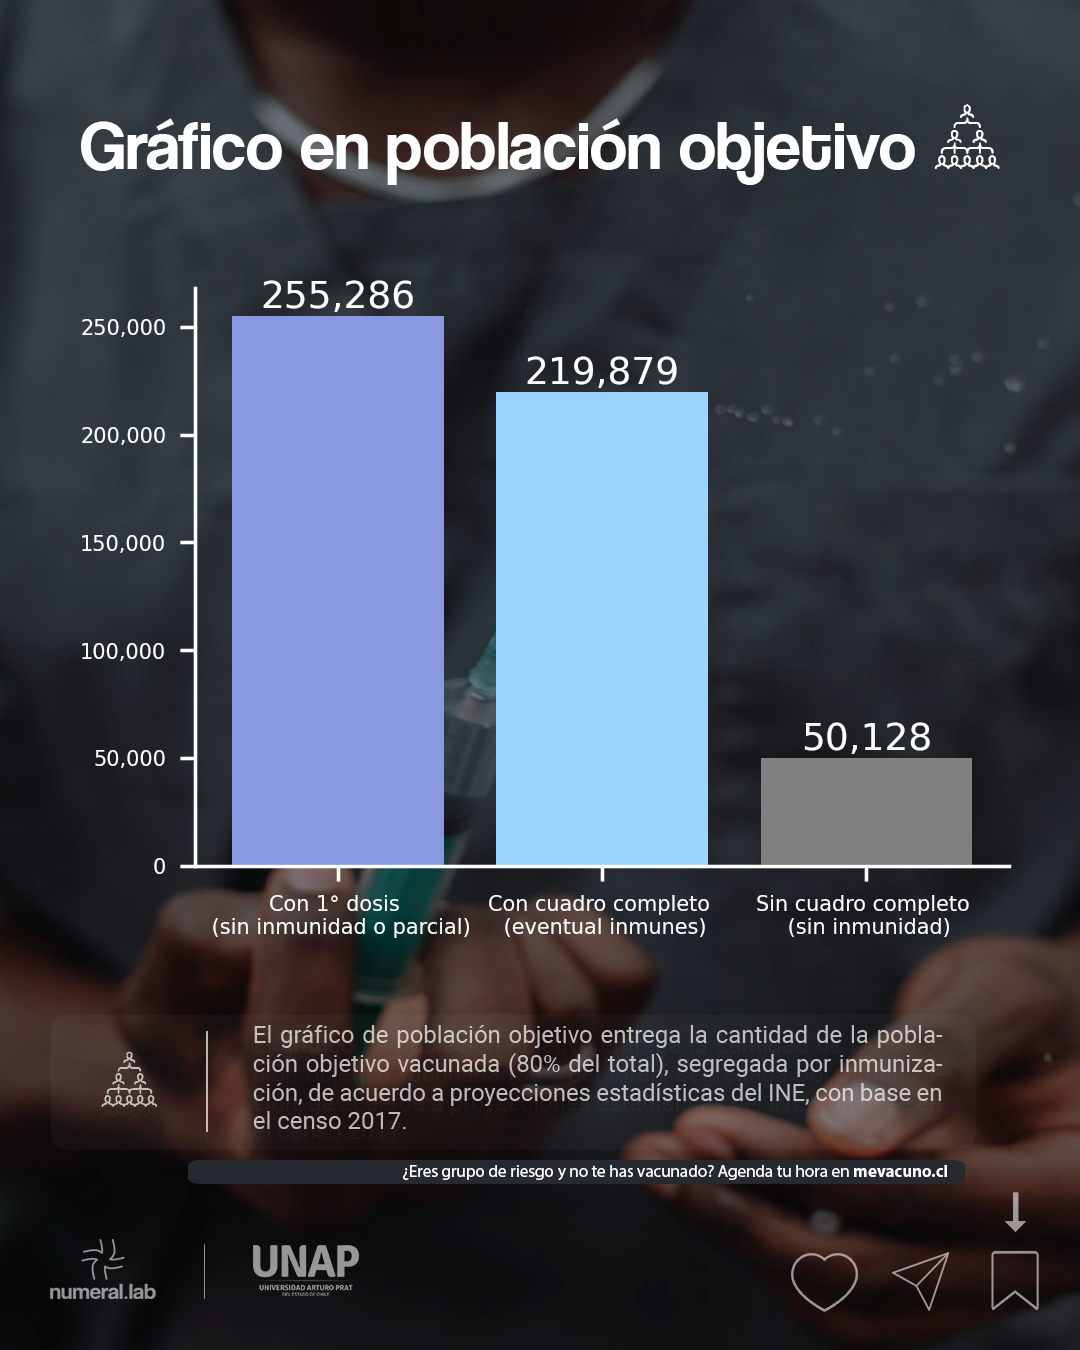 Gráfico en población objetivo
255,286
219,879
50,128
250,000
200,000
150,000
100,000
50,000
0
Con 1° dosis
(sin inmunidad o parcial)
Con cuadro completo
(eventual inmunes)
Sin cuadro completo
(sin inmunidad)
El gráfico de población objetivo entrega la cantidad de la pobla-
ción objetivo vacunada (80% del total), segregada por inmuniza-
ción, de acuerdo a proyecciones estadísticas del INE, con base en
el censo 2017.
¿Eres grupo de riesgo y no te has vacunado? Agenda tu hora en mevacuno.cl
numeral.lab
UNAP
UNIVERSIDAD ARTURO PRAT
DEL ESTADO DE CHILE